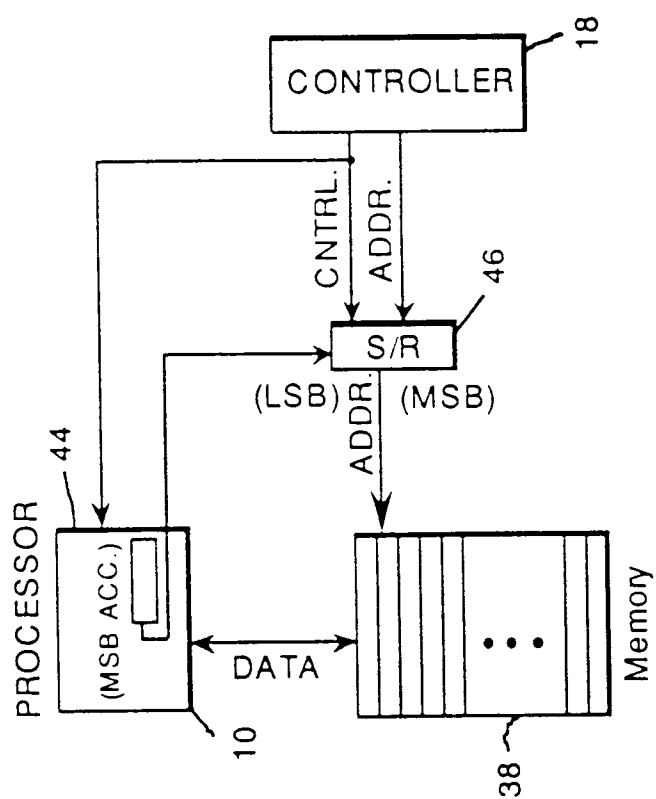 PROCESSOR
44
(MSB ACC.)
10
DATA
38
Memory
(LSB)
ADDR.
(MSB)
S/R
46
CNTRL.
ADDR.
CONTROLLER
18